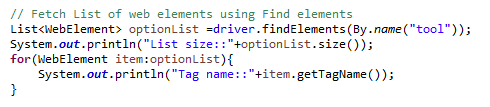 // Fetch List of web elements using Find elements
List<WebElement> optionList =driver.findElements(By.name("tool"));
System.out.println("List size::"+optionList.size());
for(WebElement item:optionList){
    System.out.println("Tag name::"+item.getTagName());
}